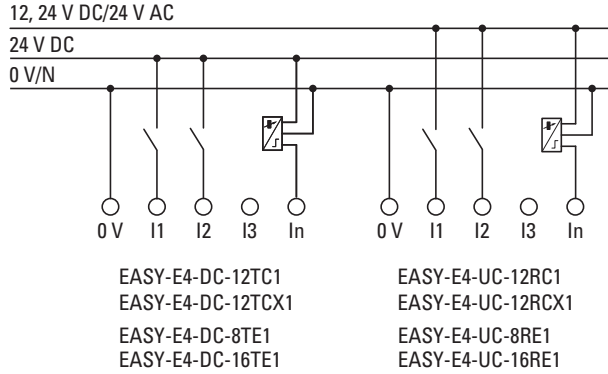 12, 24 V DC/24 V AC
24 V DC
0 V/N
0 V I1 I2 I3 In 0 V I1 I2 I3 In
EASY-E4-DC-12TC1
EASY-E4-DC-12TCX1
EASY-E4-DC-8TE1
EASY-E4-DC-16TE1
EASY-E4-UC-12RC1
EASY-E4-UC-12RCX1
EASY-E4-UC-8RE1
EASY-E4-UC-16RE1